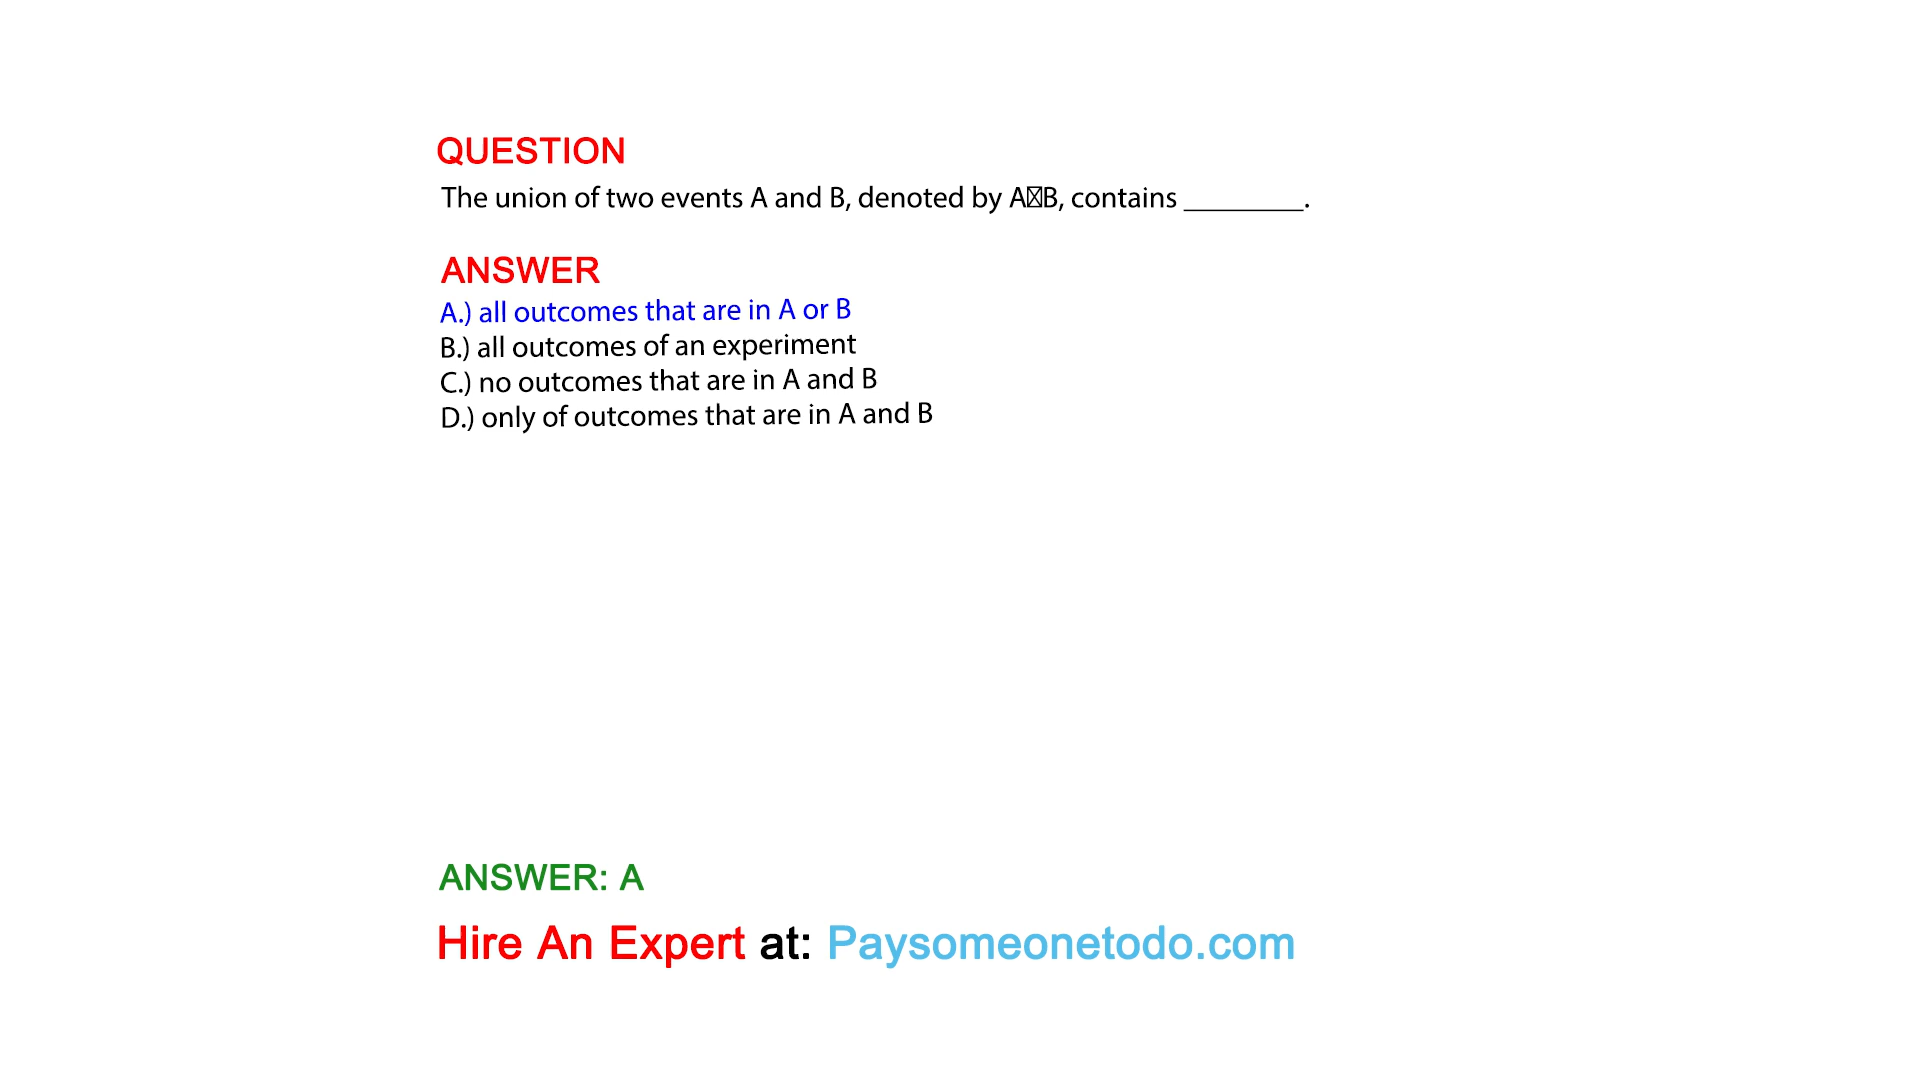 QUESTION
The union of two events A and B, denoted by A☒B, contains ________.
ANSWER
A.) all outcomes that are in A or B
B.) all outcomes of an experiment
C.) no outcomes that are in A and B
D.) only of outcomes that are in A and B
ANSWER: A
Hire An Expert at: Paysomeonetodo.com